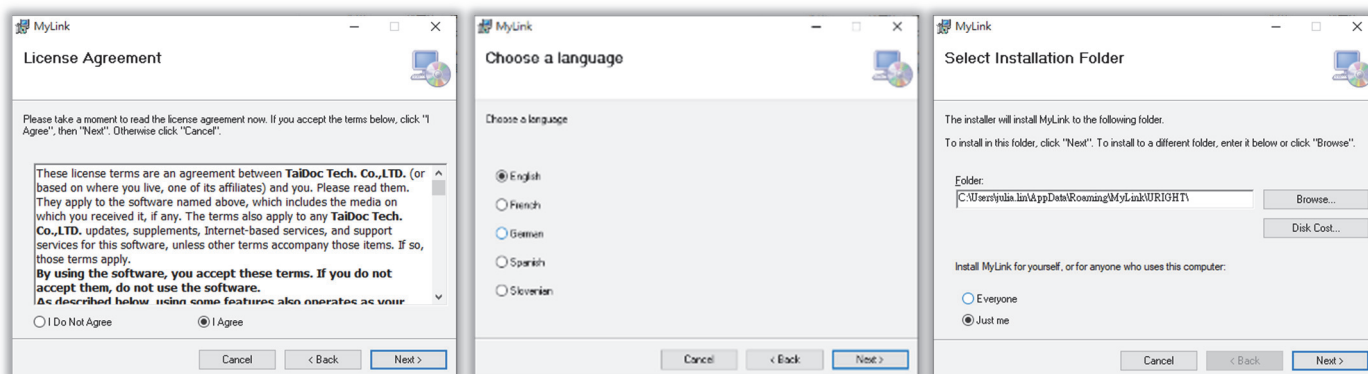 MyLink
License Agreement
Please take a moment to read the license agreement now. If you accept the terms below, click "I
Agree", then "Next". Otherwise click "Cancel".
These license terms are an agreement between TaiDoc Tech. Co.,LTD. (or
based on where you live, one of its affiliates) and you. Please read them.
They apply to the software named above, which includes the media on
which you received it, if any. The terms also apply to any TaiDoc Tech.
Co.,LTD. updates, supplements, Internet-based services, and support
services for this software, unless other terms accompany those items. If so,
those terms apply.
By using the software, you accept these terms. If you do not
accept them, do not use the software.
As described below, using some features also operates as your
I Do Not Agree
I Agree
Cancel
< Back
Next >
MyLink
Choose a language
Choose a language
English
French
German
Spanish
Slovenian
Cancel
< Back
Next >
MyLink
Select Installation Folder
The installer will install MyLink to the following folder.
To install in this folder, click "Next". To install to a different folder, enter it below or click "Browse".
Folder:
C:\Users\julia.lin\AppData\Roaming\MyLink\URIGHT\
Browse...
Disk Cost...
Install MyLink for yourself, or for anyone who uses this computer:
Everyone
Just me
Cancel
< Back
Next >